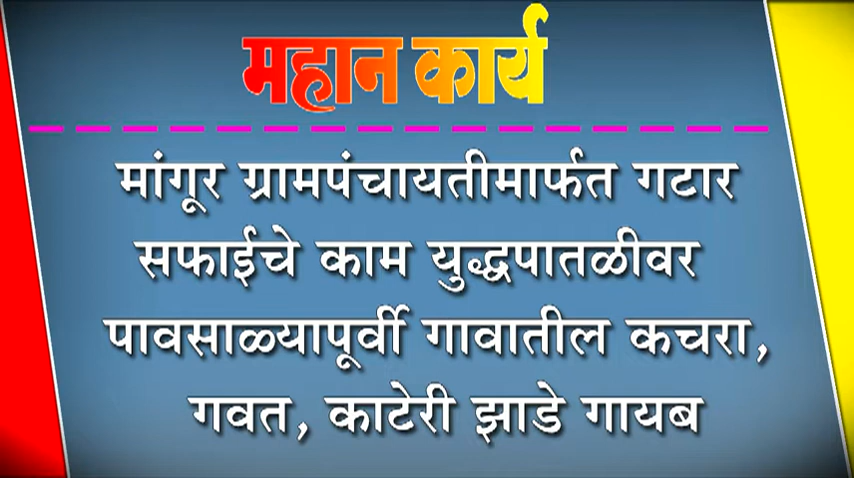 महान कार्य
मांगूर ग्रामपंचायतीमार्फत गटार
सफाईचे काम युद्धपातळीवर
पावसाळ्यापूर्वी गावातील कचरा,
गवत, काटेरी झाडे गायब